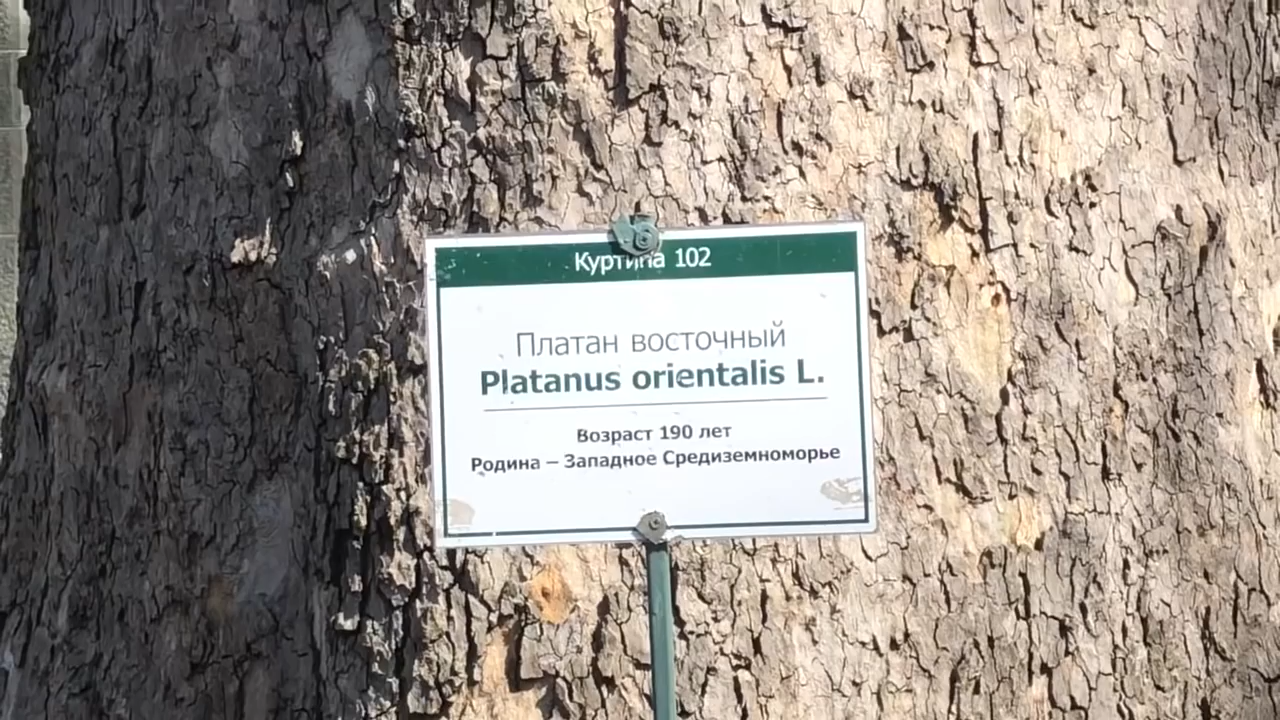 Куртина 102
Платан восточный
Platanus orientalis L.
Возраст 190 лет
Родина – Западное Средиземноморье